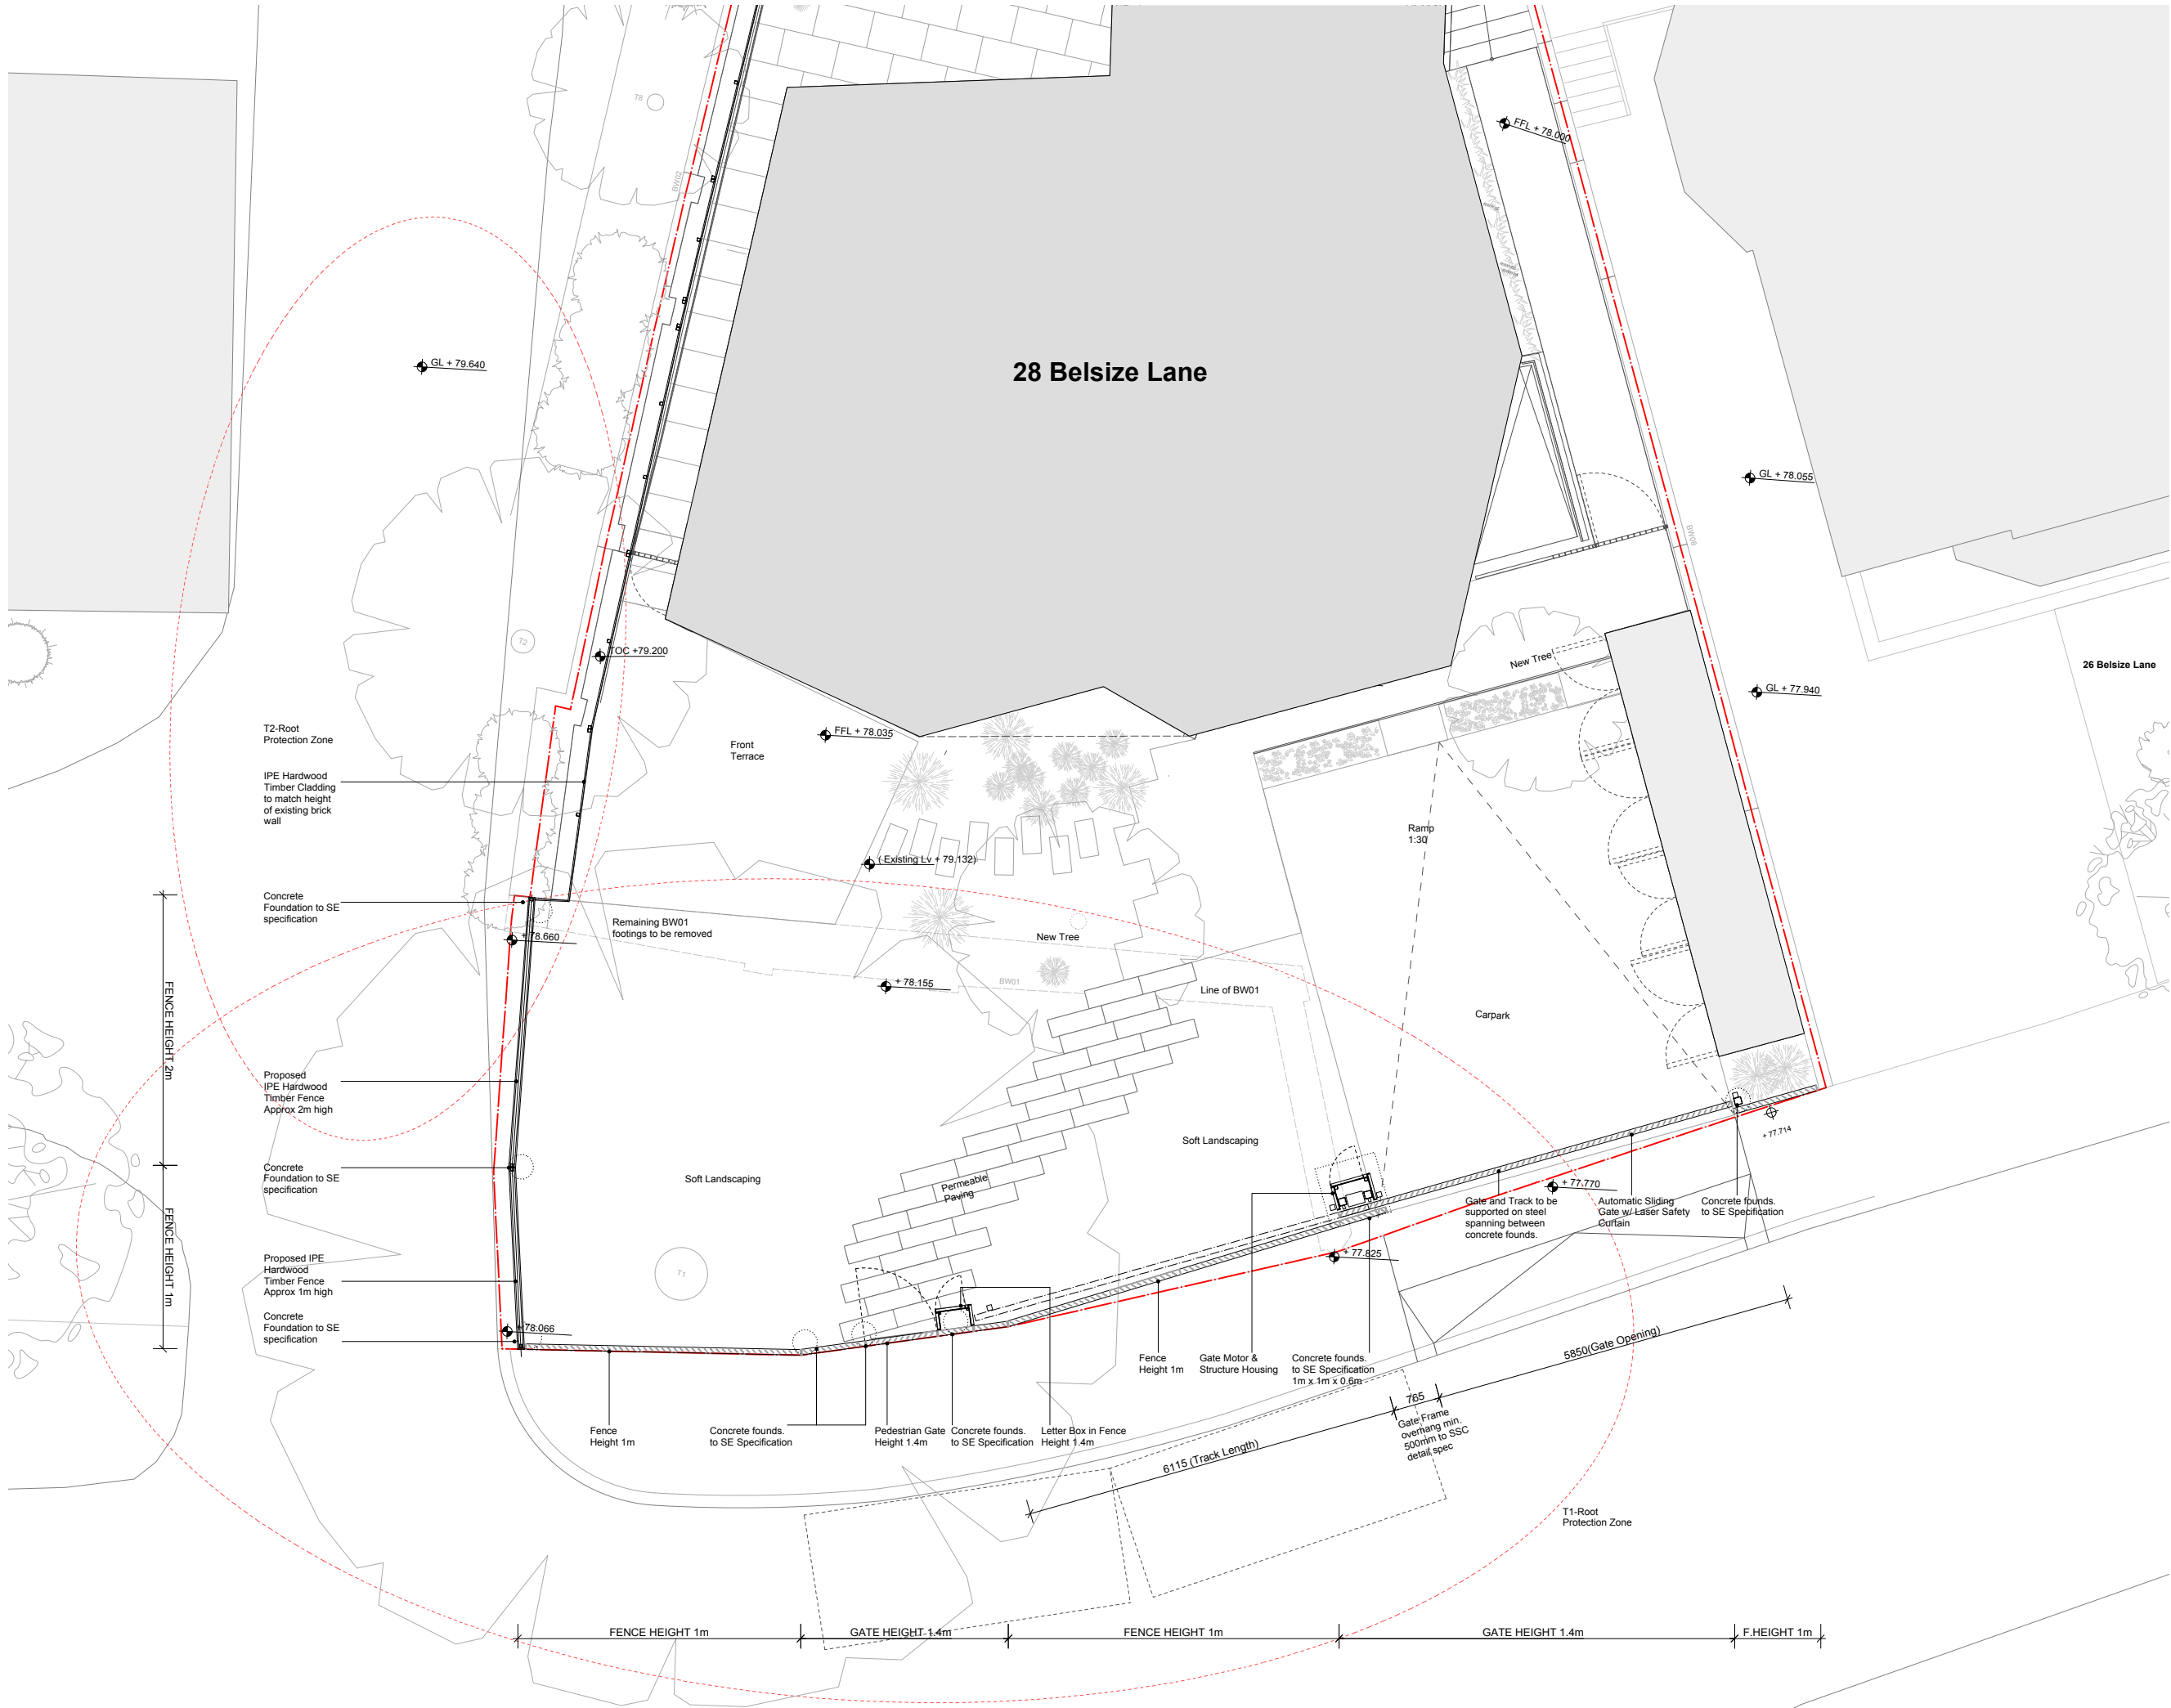 T8
BW02
FFL + 78.000
28 Belsize Lane
GL + 79.640
GL + 78.055
BW08
T2
TOC +79.200
New Tree
26 Belsize Lane
GL + 77.940
T2-Root
Protection Zone
FFL + 78.035
Front
Terrace
IPE Hardwood
Timber Cladding
to match height
of existing brick
wall
Ramp
1:30
( Existing Lv + 79.132)
Concrete
Foundation to SE
specification
Remaining BW01
footings to be removed
+ 78.660
New Tree
+ 78.155
BW01
Line of BW01
Carpark
FENCE HEIGHT 2m
Proposed
IPE Hardwood
Timber Fence
Approx 2m high
+ 77.714
Soft Landscaping
Concrete
Foundation to SE
specification
Soft Landscaping
Permeable
Paving
+ 77.770
Gate and Track to be
supported on steel
spanning between
concrete founds.
Automatic Sliding
Gate w/ Laser Safety
Curtain
Concrete founds.
to SE Specification
FENCE HEIGHT 1m
Proposed IPE
Hardwood
Timber Fence
Approx 1m high
T1
+ 77.825
Concrete
Foundation to SE
specification
+ 78.066
5850(Gate Opening)
Fence
Height 1m
Gate Motor &
Structure Housing
Concrete founds.
to SE Specification
1m x 1m x 0.6m
765
Gate Frame
overhang min.
500mm to SSC
detail spec
Fence
Height 1m
Concrete founds.
to SE Specification
Pedestrian Gate
Height 1.4m
Concrete founds.
to SE Specification
Letter Box in Fence
Height 1.4m
6115 (Track Length)
T1-Root
Protection Zone
FENCE HEIGHT 1m
GATE HEIGHT 1.4m
FENCE HEIGHT 1m
GATE HEIGHT 1.4m
F.HEIGHT 1m